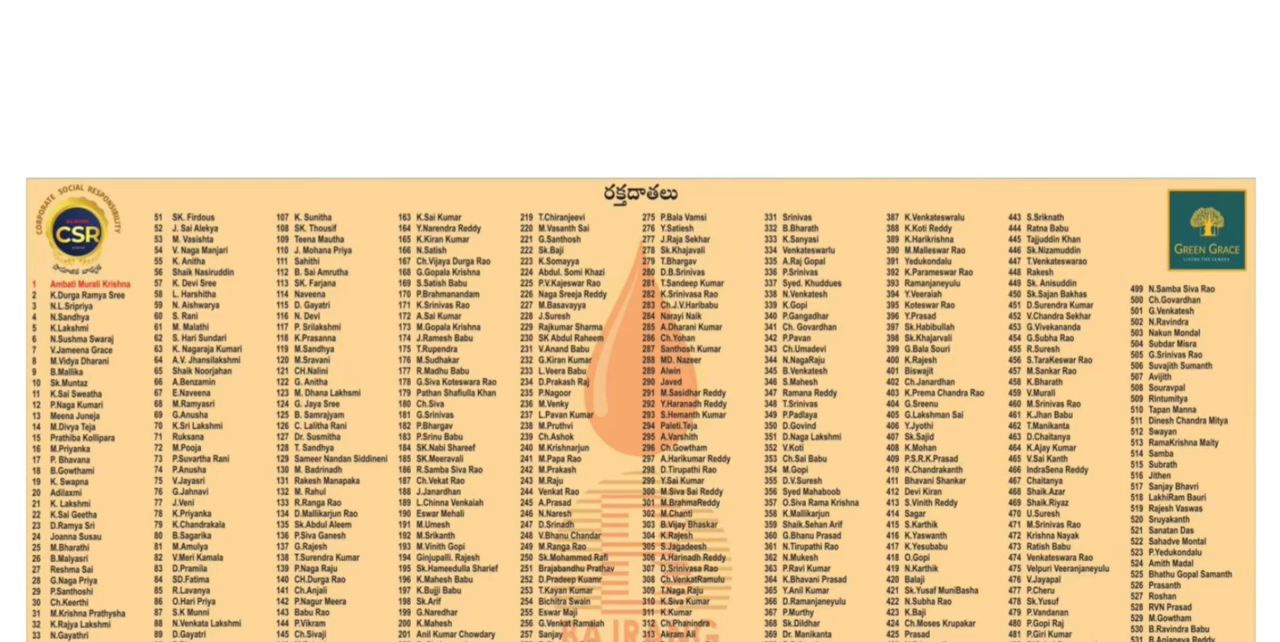 రక్తదాతలు
CORPORATE SOCIAL RESPONSIBILITY
CSR
GREEN GRACE
LIVING THE CLIMES
1 Ambati Murali Krishna
2 K.Durga Ramya Sree
3 N.L.Sripriya
4 N.Sandhya
5 K.Lakshmi
6 N.Sushma Swaraj
7 V.Jameena Grace
8 M.Vidya Dharani
9 B.Mallika
10 Sk.Muntaz
11 K.Sai Sweatha
12 P.Naga Kumari
13 Meena Juneja
14 M.Divya Teja
15 Prathiba Kollipara
16 M.Priyanka
17 P. Bhavana
18 B.Gowthami
19 K. Swapna
20 Adilaxmi
21 K. Lakshmi
22 K.Sai Geetha
23 D.Ramya Sri
24 Joanna Susau
25 M.Bharathi
26 B.Malyasri
27 Reshma Sai
28 G.Naga Priya
29 P.Santhoshi
30 Ch.Keerthi
31 M.Krishna Prathysha
32 K.Rajya Lakshmi
33 N.Gayathri
51 SK. Firdous
52 J. Sai Alekya
53 M. Vasishta
54 V. Naga Manjari
55 K. Anitha
56 Shaik Nasiruddin
57 K. Devi Sree
58 L. Harshitha
59 N. Aishwarya
60 S. Rani
61 M. Malathi
62 S. Hari Sundari
63 K. Nagaraja Kumari
64 A.V. Jhansilakshmi
65 Shaik Noorjahan
66 A.Benzamin
67 E.Naveena
68 M.Ramyasri
69 G.Anusha
70 K.Sri Lakshmi
71 Ruksana
72 M.Pooja
73 P.Suvartha Rani
74 P.Anusha
75 V.Jayasri
76 G.Jahnavi
77 J.Veni
78 K.Priyanka
79 K.Chandrakala
80 B.Sagarika
81 M.Amulya
82 V.Meri Kamala
83 D.Pramila
84 SD.Fatima
85 R.Lavanya
86 O.Hari Priya
87 S.K Munni
88 N.Venkata Lakshmi
89 D.Gayatri
107 K. Sunitha
108 SK. Thousif
109 Teena Mautha
110 J. Mohana Priya
111 Sahithi
112 B. Sai Amrutha
113 SK. Farjana
114 Naveena
115 D. Gayatri
116 N. Devi
117 P. Srilakshmi
118 K.Prasanna
119 M.Sandhya
120 M.Sravani
121 CH.Nalini
122 G. Anitha
123 M. Dhana Lakhsmi
124 G. Jaya Sree
125 B. Samrajyam
126 C. Lalitha Rani
127 Dr. Susmitha
128 T. Sandhya
129 Sameer Nandan Siddineni
130 M. Badrinadh
131 Rakesh Manapaka
132 M. Rahul
133 R.Ranga Rao
134 D.Mallikarjun Rao
135 Sk.Abdul Aleem
136 P.Siva Ganesh
137 G.Rajesh
138 T.Surendra Kumar
139 P.Naga Raju
140 CH.Durga Rao
141 Ch.Anjali
142 P.Nagur Meera
143 Babu Rao
144 P.Vikram
145 Ch.Sivaji
163 K.Sai Kumar
164 Y.Narendra Reddy
165 K.Kiran Kumar
166 N.Satish
167 Ch.Vijaya Durga Rao
168 G.Gopala Krishna
169 S.Satish Babu
170 P.Brahmanandam
171 K.Srinivas Rao
172 A.Sai Kumar
173 M.Gopala Krishna
174 J.Ramesh Babu
175 T.Rupendra
176 M.Sudhakar
177 R.Madhu Babu
178 G.Siva Koteswara Rao
179 Pathan Shafiulla Khan
180 Ch.Siva
181 G.Srinivas
182 P.Bhargav
183 P.Srinu Babu
184 SK.Nabi Shareef
185 SK.Meeravali
186 R.Samba Siva Rao
187 Ch.Vekat Rao
188 J.Janardhan
189 L.Chinna Venkaiah
190 Eswar Mehali
191 M.Umesh
192 M.Srikanth
193 M.Vinith Gopi
194 Ginjupalli. Rajesh
195 Sk.Hameedulla Sharief
196 K.Mahesh Babu
197 K.Bujji Babu
198 Sk.Arif
199 G.Naredhar
200 K.Mahesh
201 Anil Kumar Chowdary
219 T.Chiranjeevi
220 M.Vasanth Sai
221 G.Santhosh
222 Sk.Baji
223 K.Somayya
224 Abdul. Somi Khazi
225 P.V.Kajeswar Rao
226 Naga Sreeja Reddy
227 M.Basavayya
228 J.Suresh
229 Rajkumar Sharma
230 SK Abdul Raheem
231 V.Anand Babu
232 G.Kiran Kumar
233 L.Veera Babu
234 D.Prakash Raj
235 P.Nagoor
236 M.Venky
237 L.Pavan Kumar
238 M.Pruthvi
239 Ch.Ashok
240 M.Krishnarjun
241 M.Papa Rao
242 M.Prakash
243 M.Raju
244 Venkat Rao
245 A.Prasad
246 N.Naresh
247 D.Srinadh
248 V.Bhanu Chandar
249 M.Ranga Rao
250 Sk.Mohammed Rafi
251 Brajabandhu Prathav
252 D.Pradeep Kuamr
253 T.Kayan Kumar
254 Bichitra Swain
255 Eswar Maji
256 G.Venkat Ramaiah
257 Sanjay
275 P.Bala Vamsi
276 Y.Satiesh
277 J.Raja Sekhar
278 Sk.Khajavali
279 T.Bhargav
280 D.B.Srinivas
281 T.Sandeep Kumar
282 K.Srinivasa Rao
283 Ch.J.V.Haribabu
284 Narayi Naik
285 A.Dharani Kumar
286 Ch.Yohan
287 Santhosh Kumar
288 MD. Nazeer
289 Alwin
290 Javed
291 M.Sasidhar Reddy
292 Y.Haranadh Reddy
293 S.Hemanth Kumar
294 Paleti.Teja
295 A.Varshith
296 Ch.Gowtham
297 A.Harikumar Reddy
298 D.Tirupathi Rao
299 Y.Sai Kumar
300 M.Siva Sai Reddy
301 M.BrahmaReddy
302 M.Chanti
303 B.Vijay Bhaskar
304 K.Rajesh
305 S.Jagadeesh
306 A.Harinadh Reddy
307 D.Srinivasa Rao
308 Ch.VenkatRamulu
309 T.Naga Raju
310 K.Siva Kumar
311 K.Kumar
312 Ch.Phanindra
313 Akram Ali
331 Srinivas
332 B.Bharath
333 K.Sanyasi
334 Venkateswarlu
335 A.Raj Gopal
336 P.Srinivas
337 Syed. Khuddues
338 N.Venkatesh
339 K.Gopi
340 P.Gangadhar
341 Ch. Govardhan
342 P.Pavan
343 Ch.Umadevi
344 N.NagaRaju
345 B.Venkatesh
346 S.Mahesh
347 Ramana Reddy
348 T.Srinivas
349 P.Padlaya
350 D.Govind
351 D.Naga Lakshmi
352 V.Koti
353 Ch.Sai Babu
354 M.Gopi
355 D.V.Suresh
356 Syed Mahaboob
357 O.Siva Rama Krishna
358 K.Mallikarjun
359 Shaik.Sehan Arif
360 G.Bhanu Prasad
361 N.Tirupathi Rao
362 N.Mukesh
363 P.Ravi Kumar
364 K.Bhavani Prasad
365 Y.Anil Kumar
366 D.Ramanjaneyulu
367 P.Murthy
368 Sk.Dildhar
369 Dr. Manikanta
387 K.Venkateswralu
388 K.Koti Reddy
389 K.Harikrishna
390 M.Malleswar Rao
391 Yedukondalu
392 K.Parameswar Rao
393 Ramanjaneyulu
394 Y.Veeraiah
395 Koteswar Rao
396 Y.Prasad
397 Sk.Habibullah
398 Sk.Khajarvali
399 G.Bala Souri
400 K.Rajesh
401 Biswajit
402 Ch.Janardhan
403 K.Prema Chandra Rao
404 G.Sreenu
405 G.Lakshman Sai
406 Y.Jyothi
407 Sk.Sajid
408 K.Mohan
409 P.S.R.K.Prasad
410 K.Chandrakanth
411 Bhavani Shankar
412 Devi Kiran
413 S.Vinith Reddy
414 Sagar
415 S.Karthik
416 K.Yaswanth
417 K.Yesubabu
418 O.Gopi
419 N.Karthik
420 Balaji
421 Sk.Yusaf MuniBasha
422 N.Subha Rao
423 K.Baji
424 Ch.Moses Krupakar
425 Prasad
443 S.Sriknath
444 Ratna Babu
445 Tajjuddin Khan
446 Sk.Nizamuddin
447 T.Venkateswarao
448 Rakesh
449 Sk. Anisuddin
450 Sk.Sajan Bakhas
451 D.Surendra Kumar
452 V.Chandra Sekhar
453 G.Vivekananda
454 G.Subha Rao
455 R.Suresh
456 S.TaraKeswar Rao
457 M.Sankar Rao
458 K.Bharath
459 V.Murali
460 M.Srinivas Rao
461 K.Jhan Babu
462 T.Manikanta
463 D.Chaitanya
464 K.Ajay Kumar
465 V.Sai Kanth
466 IndraSena Reddy
467 Chaitanya
468 Shaik.Azar
469 Shaik.Riyaz
470 U.Suresh
471 M.Srinivas Rao
472 Krishna Nayak
473 Ratish Babu
474 Venkateswara Rao
475 Velpuri Veeranjaneyulu
476 V.Jayapal
477 P.Cheru
478 Sk.Yusuf
479 P.Vandanan
480 P.Gopi Raj
481 P.Giri Kumar
499 N.Samba Siva Rao
500 Ch.Govardhan
501 G.Venkatesh
502 N.Ravindra
503 Nakun Mondal
504 Subdar Misra
505 G.Srinivas Rao
506 Suvajith Sumanth
507 Avijith
508 Souravpal
509 Rintumitya
510 Tapan Manna
511 Dinesh Chandra Mitya
512 Swayan
513 RamaKrishna Maity
514 Samba
515 Subrath
516 Jithen
517 Sanjay Bhavri
518 LakhiRam Bauri
519 Rajesh Vaswas
520 Sruyakanth
521 Sanatan Das
522 Sahadve Montal
523 P.Yedukondalu
524 Amith Madal
525 Bhathu Gopal Samanth
526 Prasanth
527 Roshan
528 RVN Prasad
529 M.Gowtham
530 B.Ravindra Babu
531 B.Anjaneya Reddy
BAJRANG